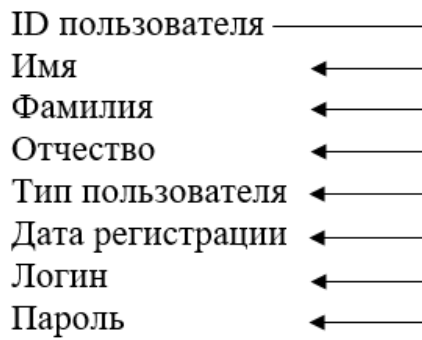 ID пользователя
Имя
Фамилия
Отчество
Тип пользователя
Дата регистрации
Логин
Пароль